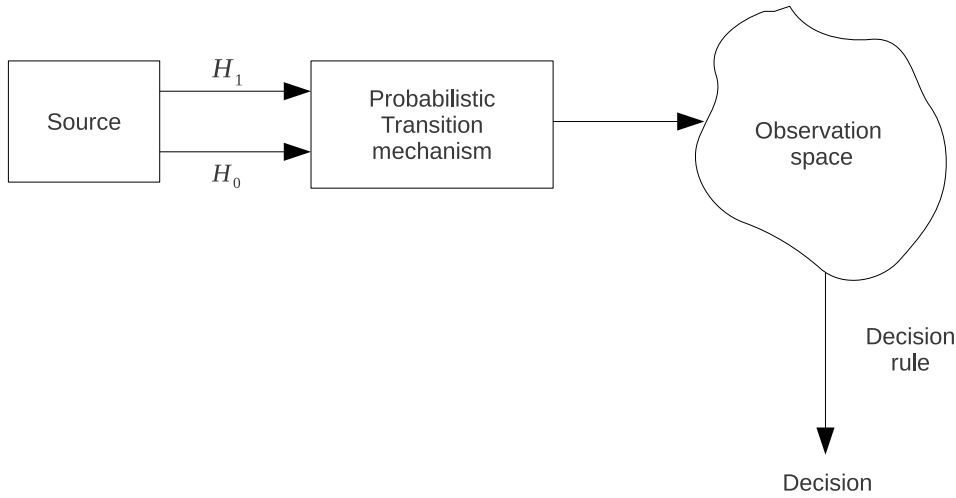 H₁
Source
H₀
Probabilistic
Transition
mechanism
Observation
space
Decision
rule
Decision